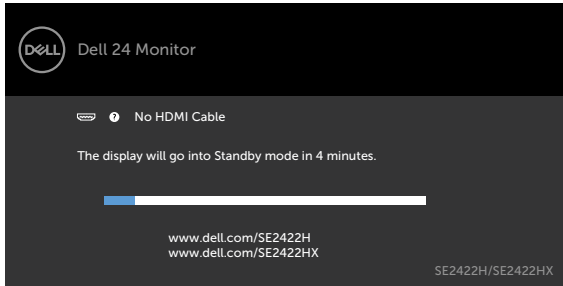 DELL Dell 24 Monitor
? No HDMI Cable
The display will go into Standby mode in 4 minutes.
www.dell.com/SE2422H
www.dell.com/SE2422HX
SE2422H/SE2422HX